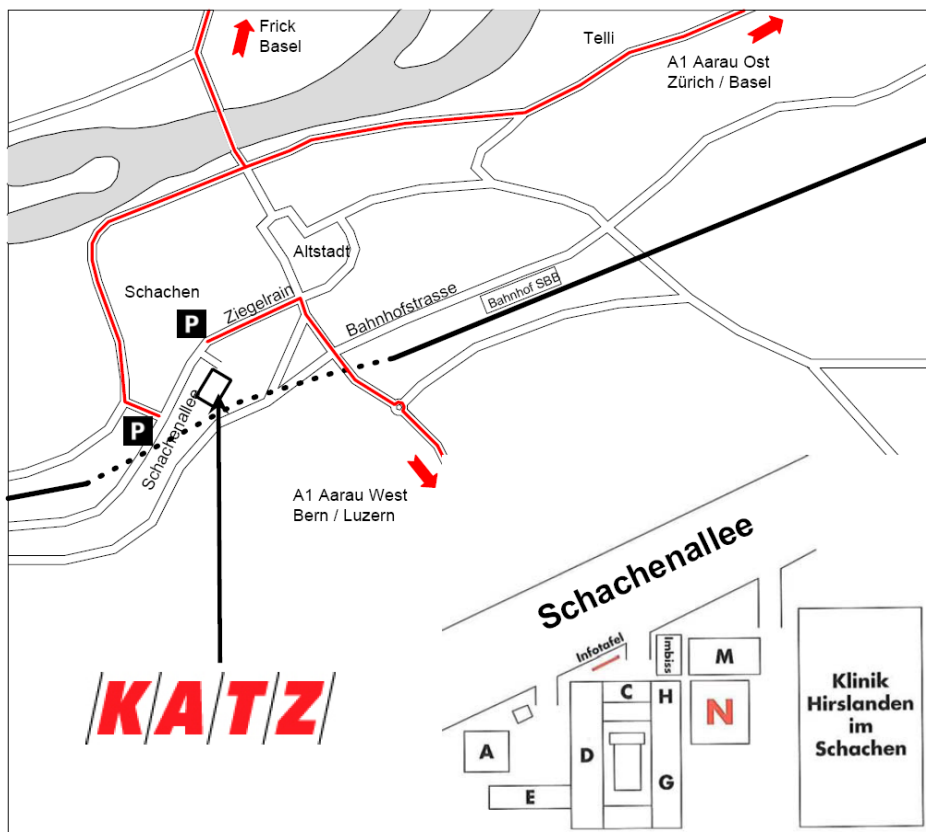 Frick
Basel
Telli
A1 Aarau Ost
Zürich / Basel
Altstadt
Schachen
Ziegelrain
Bahnhofstrasse
Bahnhof SBB
P
P
Schachenallee
A1 Aarau West
Bern / Luzern
KATZ
Schachenallee
Infotafel
Imbiss
M
C
H
N
A
D
G
E
Klinik
Hirslanden
im
Schachen